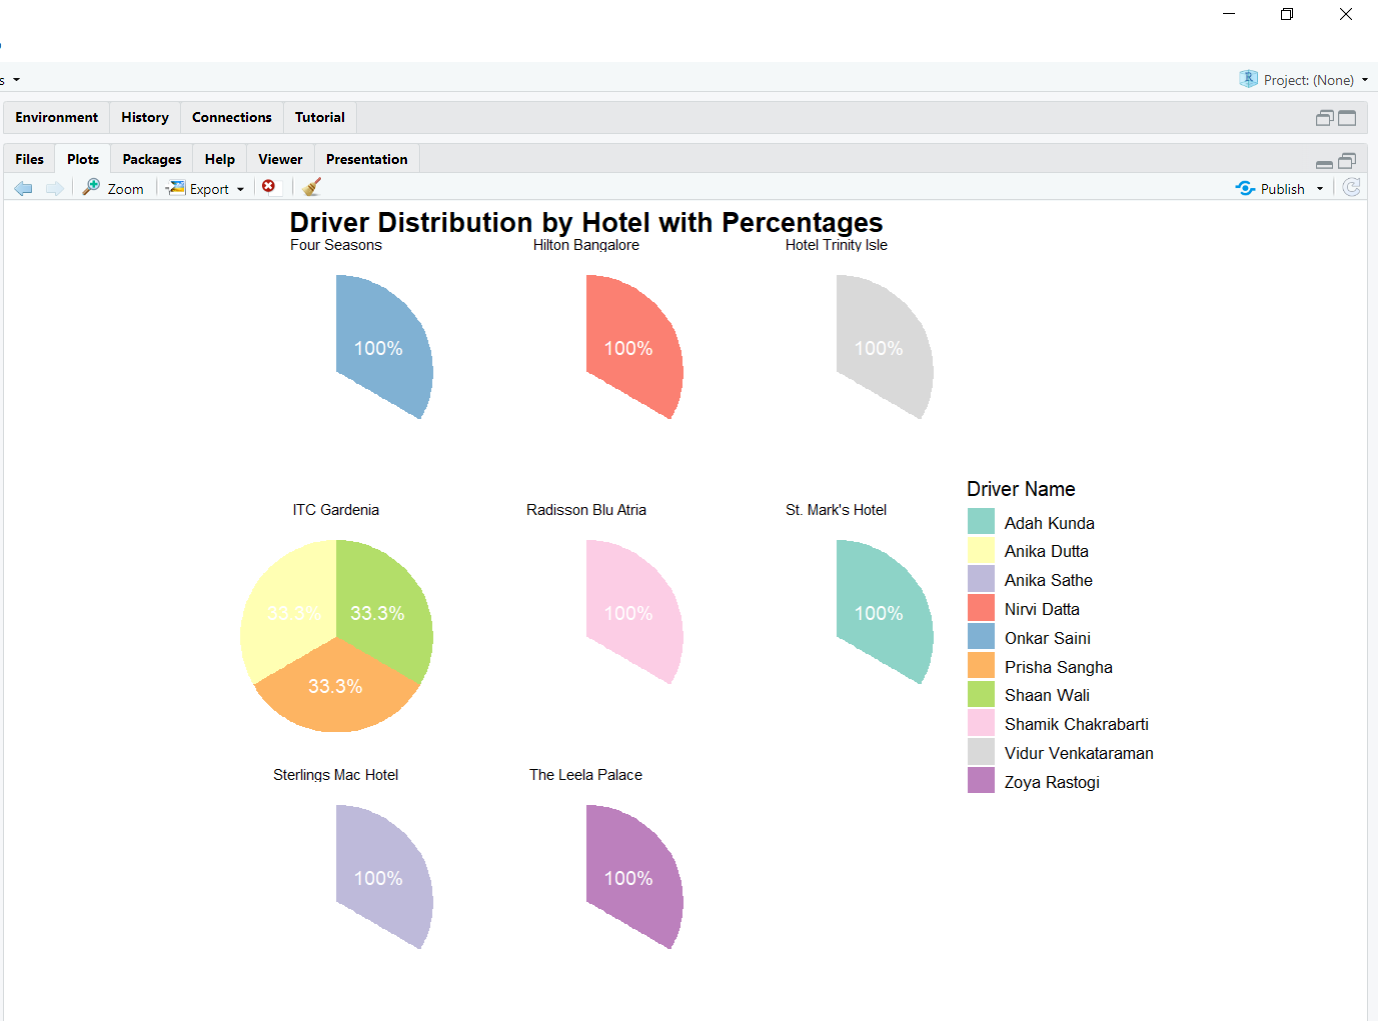 s
Project: (None)
Environment History Connections Tutorial
Files Plots Packages Help Viewer Presentation
Zoom Export Publish
Driver Distribution by Hotel with Percentages
Four Seasons Hilton Bangalore Hotel Trinity Isle
100% 100% 100%
ITC Gardenia Radisson Blu Atria St. Mark's Hotel
33.3% 33.3% 100% 100%
33.3%
Sterlings Mac Hotel The Leela Palace
100% 100%
Driver Name
Adah Kunda
Anika Dutta
Anika Sathe
Nirvi Datta
Onkar Saini
Prisha Sangha
Shaan Wali
Shamik Chakrabarti
Vidur Venkataraman
Zoya Rastogi